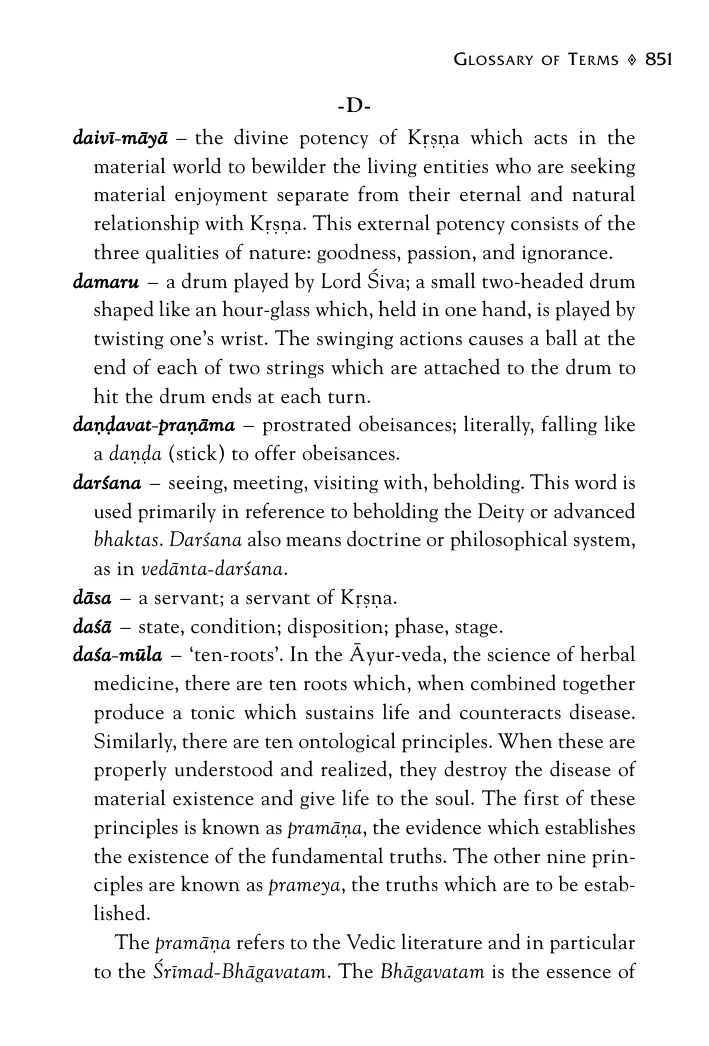 Glossary of Terms ◊ 851
-D-
daivī-māyā – the divine potency of Kṛṣṇa which acts in the
material world to bewilder the living entities who are seeking
material enjoyment separate from their eternal and natural
relationship with Kṛṣṇa. This external potency consists of the
three qualities of nature: goodness, passion, and ignorance.
damaru – a drum played by Lord Śiva; a small two-headed drum
shaped like an hour-glass which, held in one hand, is played by
twisting one’s wrist. The swinging actions causes a ball at the
end of each of two strings which are attached to the drum to
hit the drum ends at each turn.
daṇḍavat-praṇāma – prostrated obeisances; literally, falling like
a daṇḍa (stick) to offer obeisances.
darśana – seeing, meeting, visiting with, beholding. This word is
used primarily in reference to beholding the Deity or advanced
bhaktas. Darśana also means doctrine or philosophical system,
as in vedānta-darśana.
dāsa – a servant; a servant of Kṛṣṇa.
daśā – state, condition; disposition; phase, stage.
daśa-mūla – ‘ten-roots’. In the Āyur-veda, the science of herbal
medicine, there are ten roots which, when combined together
produce a tonic which sustains life and counteracts disease.
Similarly, there are ten ontological principles. When these are
properly understood and realized, they destroy the disease of
material existence and give life to the soul. The first of these
principles is known as pramāṇa, the evidence which establishes
the existence of the fundamental truths. The other nine prin-
ciples are known as prameya, the truths which are to be estab-
lished.
The pramāṇa refers to the Vedic literature and in particular
to the Śrīmad-Bhāgavatam. The Bhāgavatam is the essence of